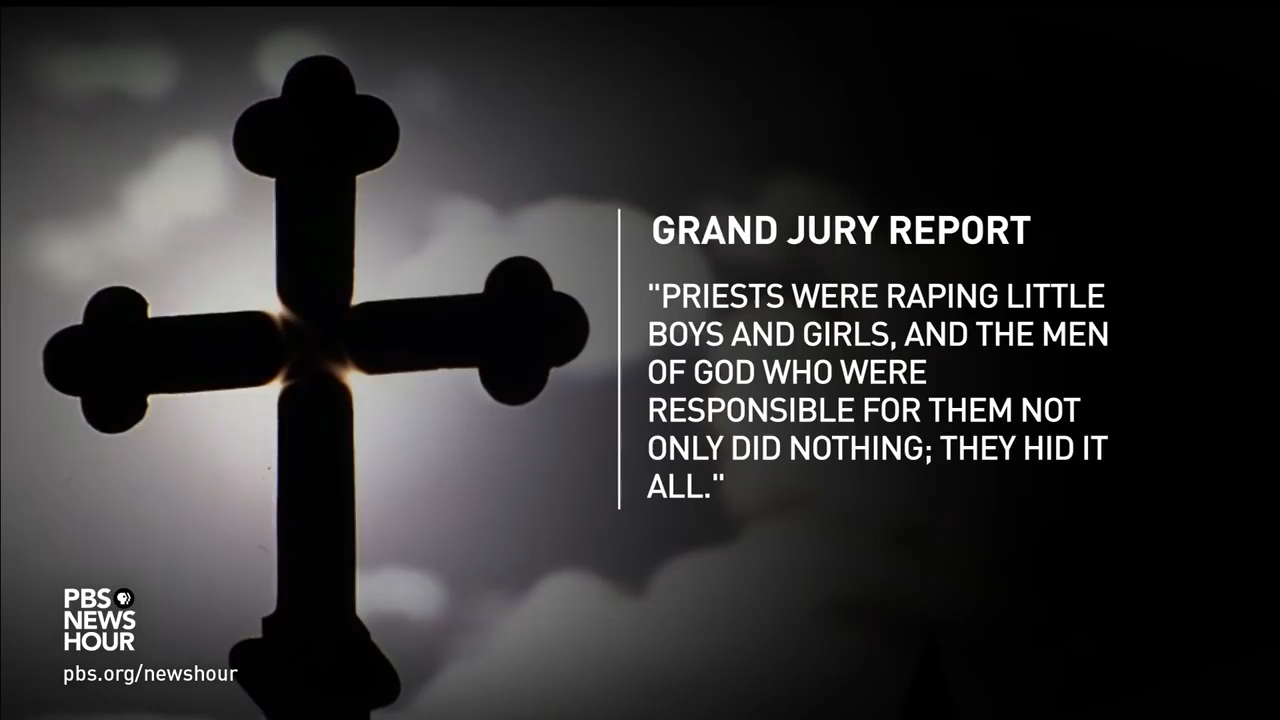 GRAND JURY REPORT
"PRIESTS WERE RAPING LITTLE
BOYS AND GIRLS, AND THE MEN
OF GOD WHO WERE
RESPONSIBLE FOR THEM NOT
ONLY DID NOTHING; THEY HID IT
ALL."
PBS
NEWS
HOUR
pbs.org/newshour